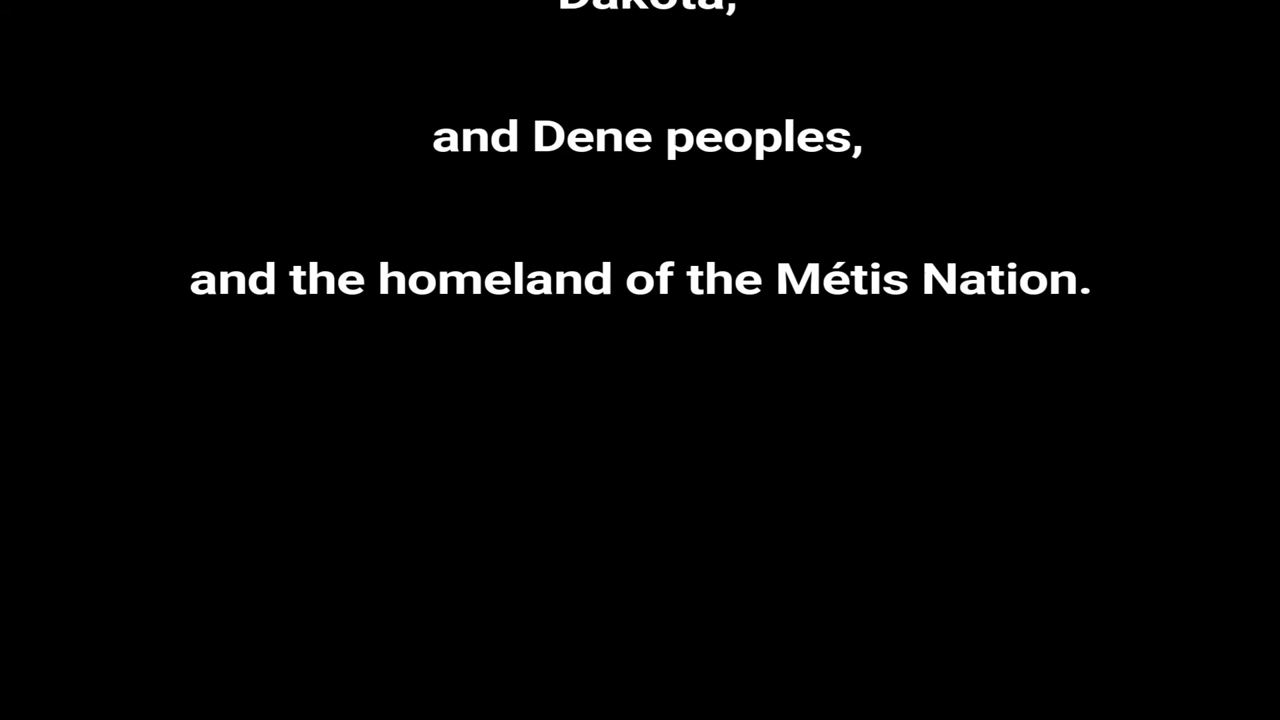 Dakota,
and Dene peoples,
and the homeland of the Métis Nation.